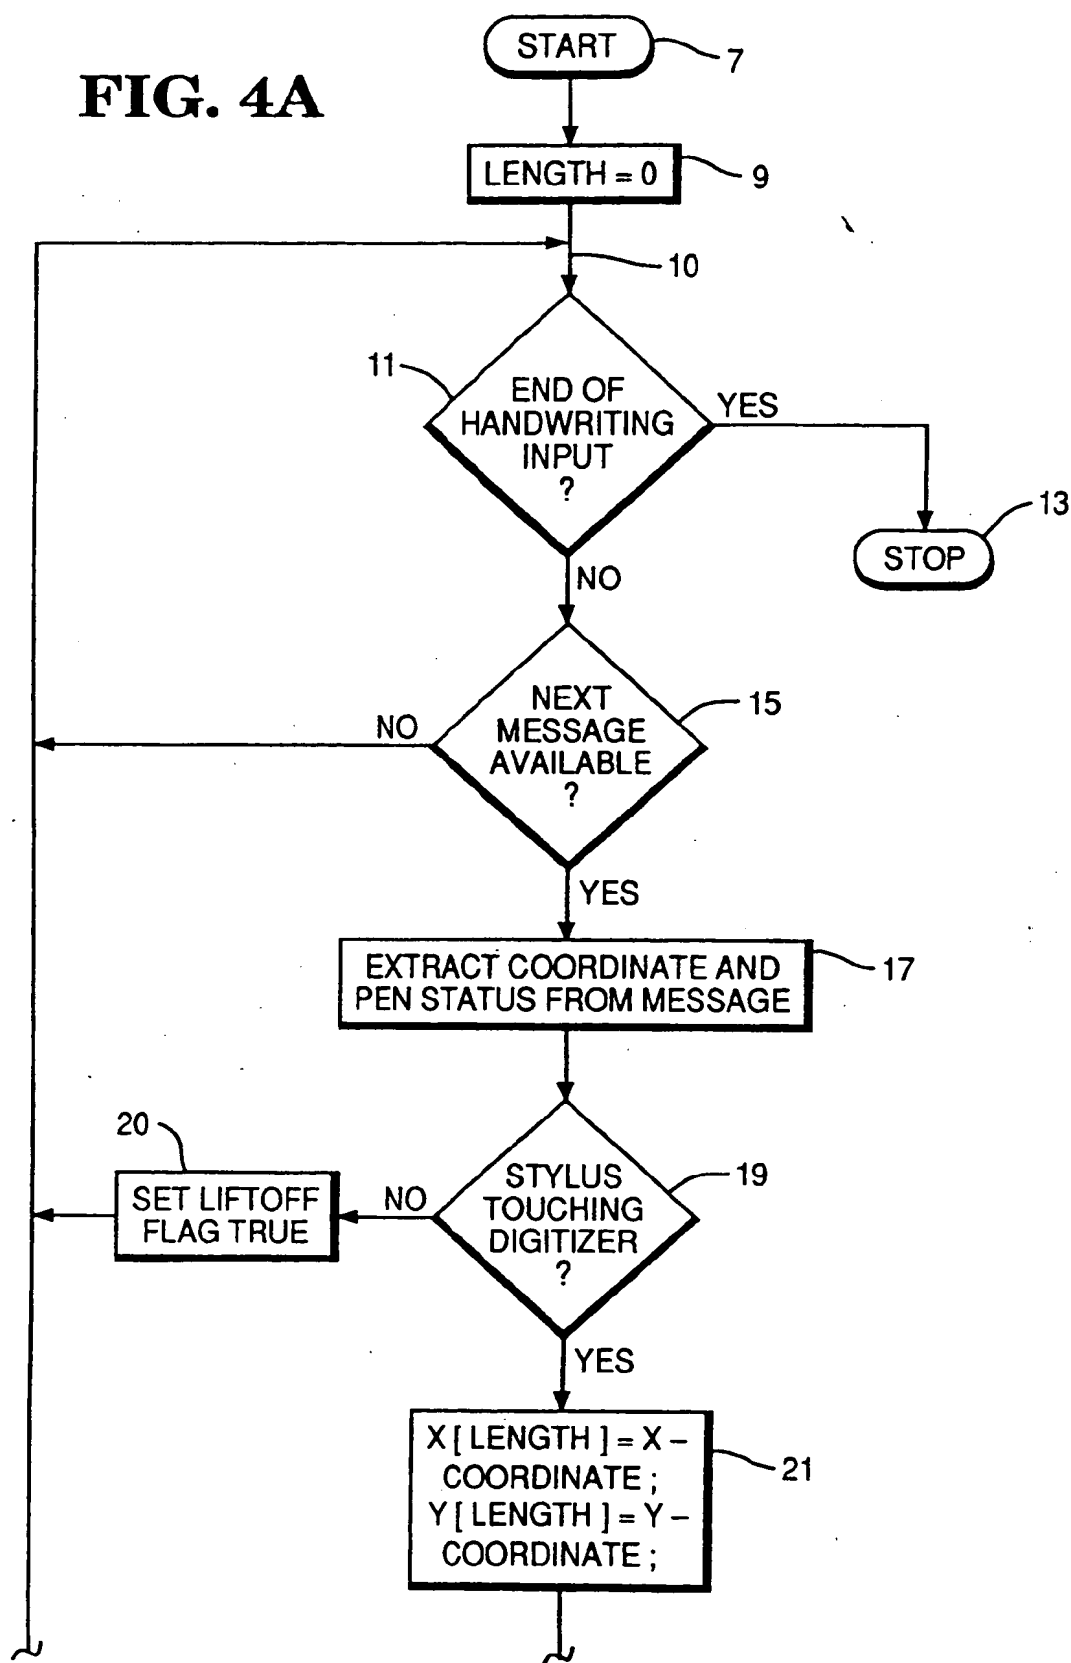 START
7
FIG. 4A
LENGTH = 0
9
10
11
END OF
HANDWRITING
INPUT
?
YES
13
STOP
NO
NEXT
MESSAGE
AVAILABLE
?
15
NO
YES
EXTRACT COORDINATE AND
PEN STATUS FROM MESSAGE
17
20
SET LIFTOFF
FLAG TRUE
NO
STYLUS
TOUCHING
DIGITIZER
?
19
YES
X [ LENGTH ] = X –
COORDINATE ;
Y [ LENGTH ] = Y –
COORDINATE ;
21